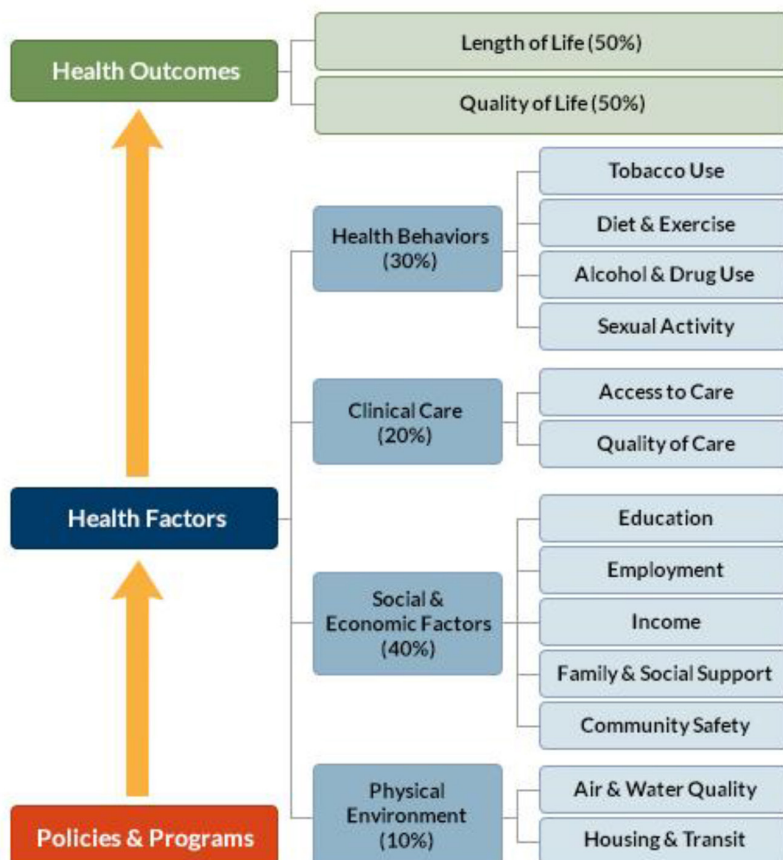 Health Outcomes
Length of Life (50%)
Quality of Life (50%)
Health Factors
Health Behaviors
(30%)
Tobacco Use
Diet & Exercise
Alcohol & Drug Use
Sexual Activity
Clinical Care
(20%)
Access to Care
Quality of Care
Social &
Economic Factors
(40%)
Education
Employment
Income
Family & Social Support
Community Safety
Physical
Environment
(10%)
Air & Water Quality
Housing & Transit
Policies & Programs